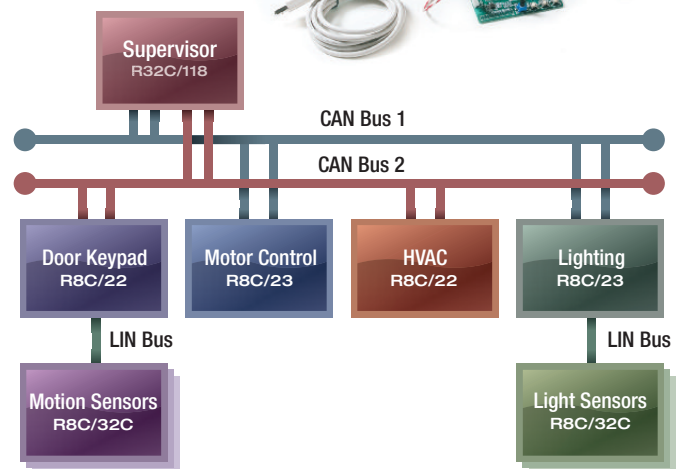 Supervisor
R32C/118
CAN Bus 1
CAN Bus 2
Door Keypad
R8C/22
Motor Control
R8C/23
HVAC
R8C/22
Lighting
R8C/23
LIN Bus
LIN Bus
Motion Sensors
R8C/32C
Light Sensors
R8C/32C